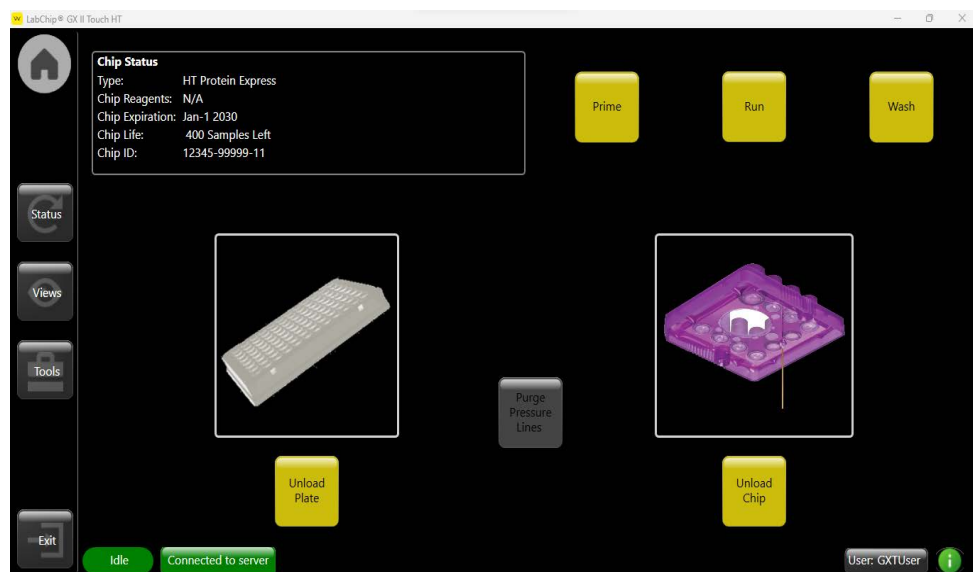 LabChip® GX II Touch HT
Chip Status
Type: HT Protein Express
Chip Reagents: N/A
Chip Expiration: Jan-1 2030
Chip Life: 400 Samples Left
Chip ID: 12345-99999-11
Prime
Run
Wash
Status
Views
Tools
Purge
Pressure
Lines
Unload
Plate
Unload
Chip
Exit
Idle
Connected to server
User: GXTUser
i